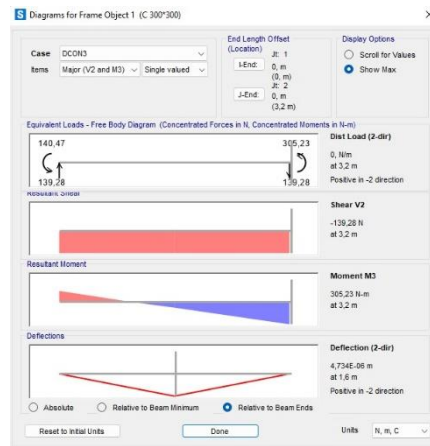 Diagrams for Frame Object 1 (C 300*300)
Case DCON3
Items Major (V2 and M3) Single valued
End Length Offset
(Location)
Jt: 1
I-End: 0, m
(0, m)
Jt: 2
J-End: 0, m
(3,2 m)
Display Options
Scroll for Values
Show Max
Equivalent Loads - Free Body Diagram (Concentrated Forces in N, Concentrated Moments in N-m)
140,47 305,23
139,28 139,28
Dist Load (2-dir)
0, N/m
at 3,2 m
Positive in -2 direction
Resultant Shear
Shear V2
-139,28 N
at 3,2 m
Resultant Moment
Moment M3
305,23 N-m
at 3,2 m
Deflections
Deflection (2-dir)
4,734E-06 m
at 1,6 m
Positive in -2 direction
Absolute Relative to Beam Minimum Relative to Beam Ends
Reset to Initial Units Done Units N, m, C